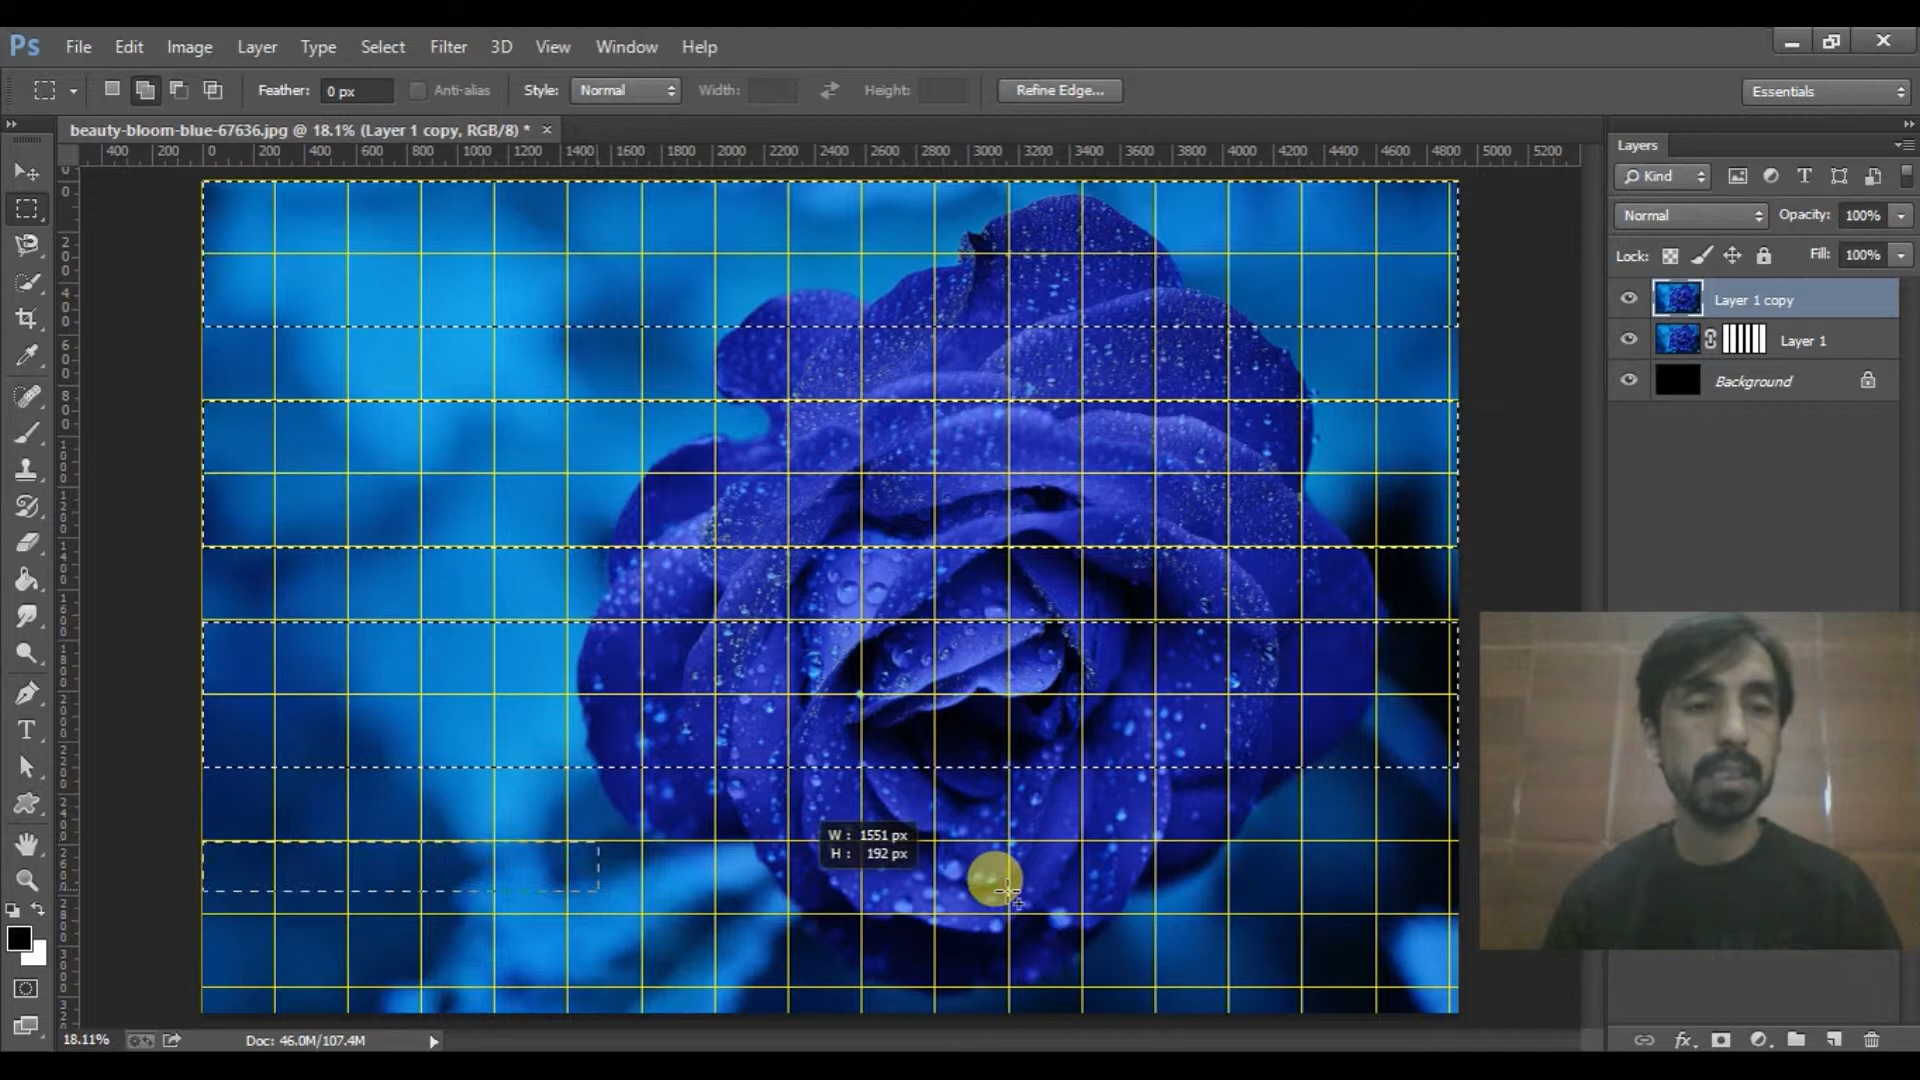 Ps File Edit Image Layer Type Select Filter 3D View Window Help
Feather: 0 px Anti-alias Style: Normal Width: Height: Refine Edge... Essentials
beauty-bloom-blue-67636.jpg @ 18.1% (Layer 1 copy, RGB/8) * ×
400 200 0 200 400 600 800 1000 1200 1400 1600 1800 2000 2200 2400 2600 2800 3000 3200 3400 3600 3800 4000 4200 4400 4600 4800 5000 5200
Layers
Kind
Normal Opacity: 100%
Lock: Fill: 100%
Layer 1 copy
Layer 1
Background
W : 1551 px
H : 192 px
18.11% Doc: 46.0M/107.4M